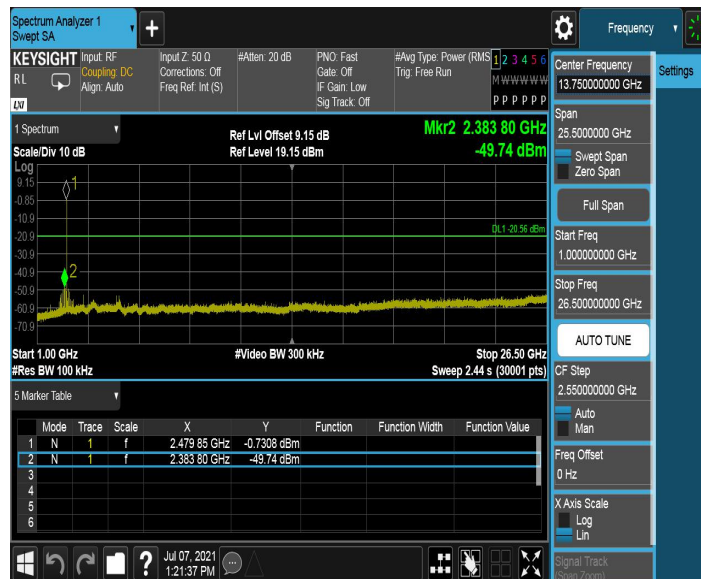 Spectrum Analyzer 1
Swept SA
+
Frequency
KEYSIGHT
RL
LXI
Input: RF
Coupling: DC
Align: Auto
Input Z: 50 Ω
Corrections: Off
Freq Ref: Int (S)
#Atten: 20 dB
PNO: Fast
Gate: Off
IF Gain: Low
Sig Track: Off
#Avg Type: Power (RMS
Trig: Free Run
1 2 3 4 5 6
M W W W W W
P P P P P P
Center Frequency
13.750000000 GHz
Settings
Span
25.5000000 GHz
Swept Span
Zero Span
Full Span
Start Freq
1.000000000 GHz
Stop Freq
26.500000000 GHz
AUTO TUNE
CF Step
2.550000000 GHz
Auto
Man
Freq Offset
0 Hz
X Axis Scale
Log
Lin
Signal Track
(Span Zoom)
1 Spectrum
Scale/Div 10 dB
Ref Lvl Offset 9.15 dB
Ref Level 19.15 dBm
Mkr2 2.383 80 GHz
-49.74 dBm
Log
9.15
-0.85
-10.9
-20.9
-30.9
-40.9
-50.9
-60.9
-70.9
1
2
DL1 -20.56 dBm
Start 1.00 GHz
#Res BW 100 kHz
#Video BW 300 kHz
Stop 26.50 GHz
Sweep 2.44 s (30001 pts)
5 Marker Table
Mode Trace Scale X Y Function Function Width Function Value
1 N 1 f 2.479 85 GHz -0.7308 dBm
2 N 1 f 2.383 80 GHz -49.74 dBm
3
4
5
6
?
Jul 07, 2021
1:21:37 PM